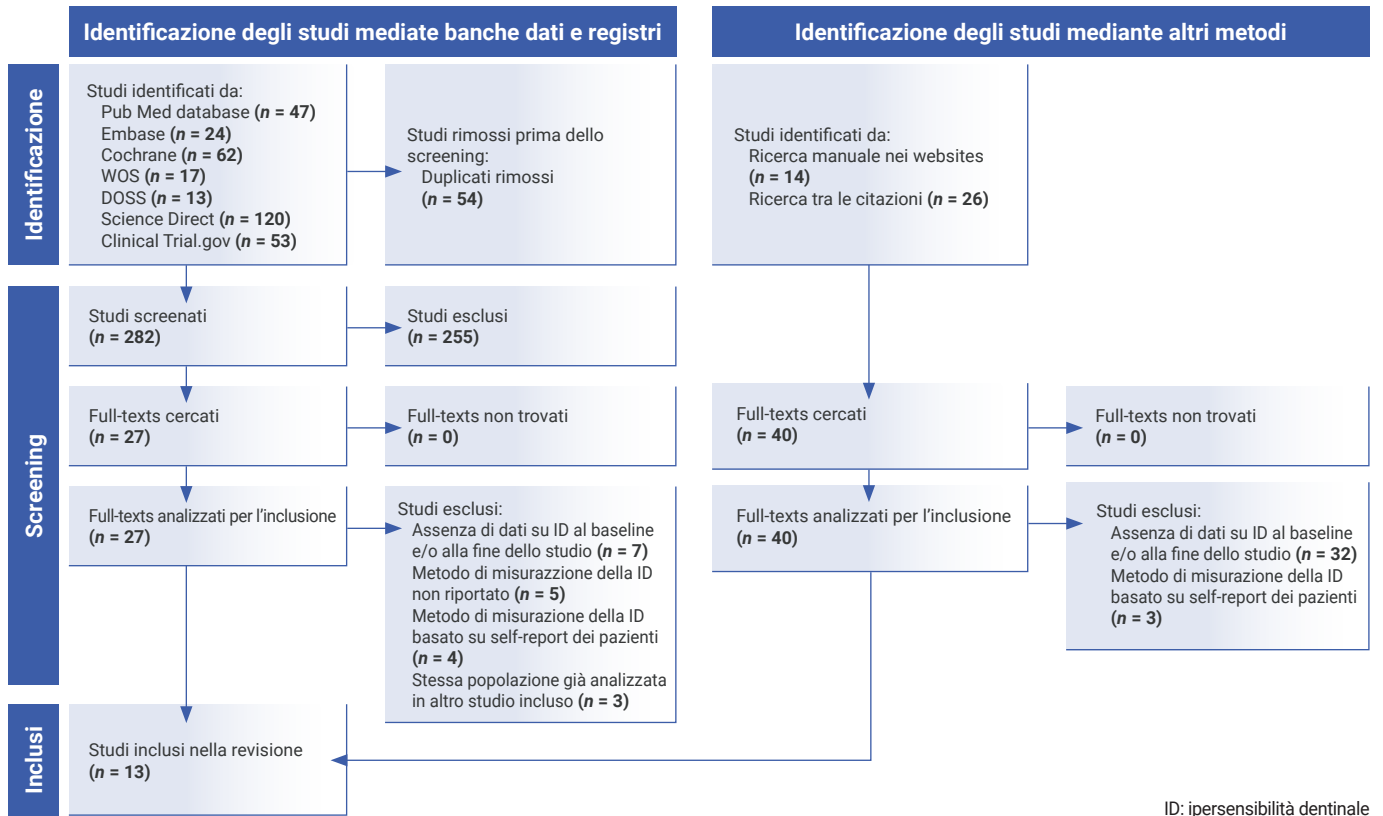 Identificazione degli studi mediate banche dati e registri
Identificazione degli studi mediante altri metodi
Identificazione
Studi identificati da:
Pub Med database (n = 47)
Embase (n = 24)
Cochrane (n = 62)
WOS (n = 17)
DOSS (n = 13)
Science Direct (n = 120)
Clinical Trial.gov (n = 53)
Studi rimossi prima dello
screening:
Duplicati rimossi
(n = 54)
Studi identificati da:
Ricerca manuale nei websites
(n = 14)
Ricerca tra le citazioni (n = 26)
Screening
Studi screenati
(n = 282)
Studi esclusi
(n = 255)
Full-texts cercati
(n = 27)
Full-texts non trovati
(n = 0)
Full-texts cercati
(n = 40)
Full-texts non trovati
(n = 0)
Full-texts analizzati per l’inclusione
(n = 27)
Studi esclusi:
Assenza di dati su ID al baseline
e/o alla fine dello studio (n = 7)
Metodo di misurazzione della ID
non riportato (n = 5)
Metodo di misurazione della ID
basato su self-report dei pazienti
(n = 4)
Stessa popolazione già analizzata
in altro studio incluso (n = 3)
Full-texts analizzati per l’inclusione
(n = 40)
Studi esclusi:
Assenza di dati su ID al baseline
e/o alla fine dello studio (n = 32)
Metodo di misurazione della ID
basato su self-report dei pazienti
(n = 3)
Inclusi
Studi inclusi nella revisione
(n = 13)
ID: ipersensibilità dentinale